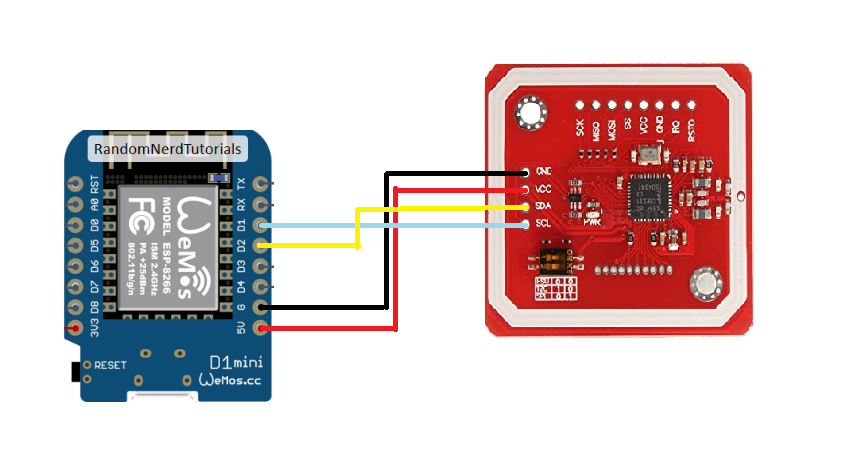 RandomNerdTutorials
RST
A0
D0
D5
D6
D7
D8
3V3
TX
RX
D1
D2
D3
D4
G
5V
WeMos
MODEL ESP-8266
ISM 2.4GHz
PA +25dBm
802.11b/g/n
FC
RESET
D1mini
WeMos.cc
SCK
MISO
MOSI
SS
VCC
GND
IRQ
RSTO
GND
VCC
SDA
SCL
PWR